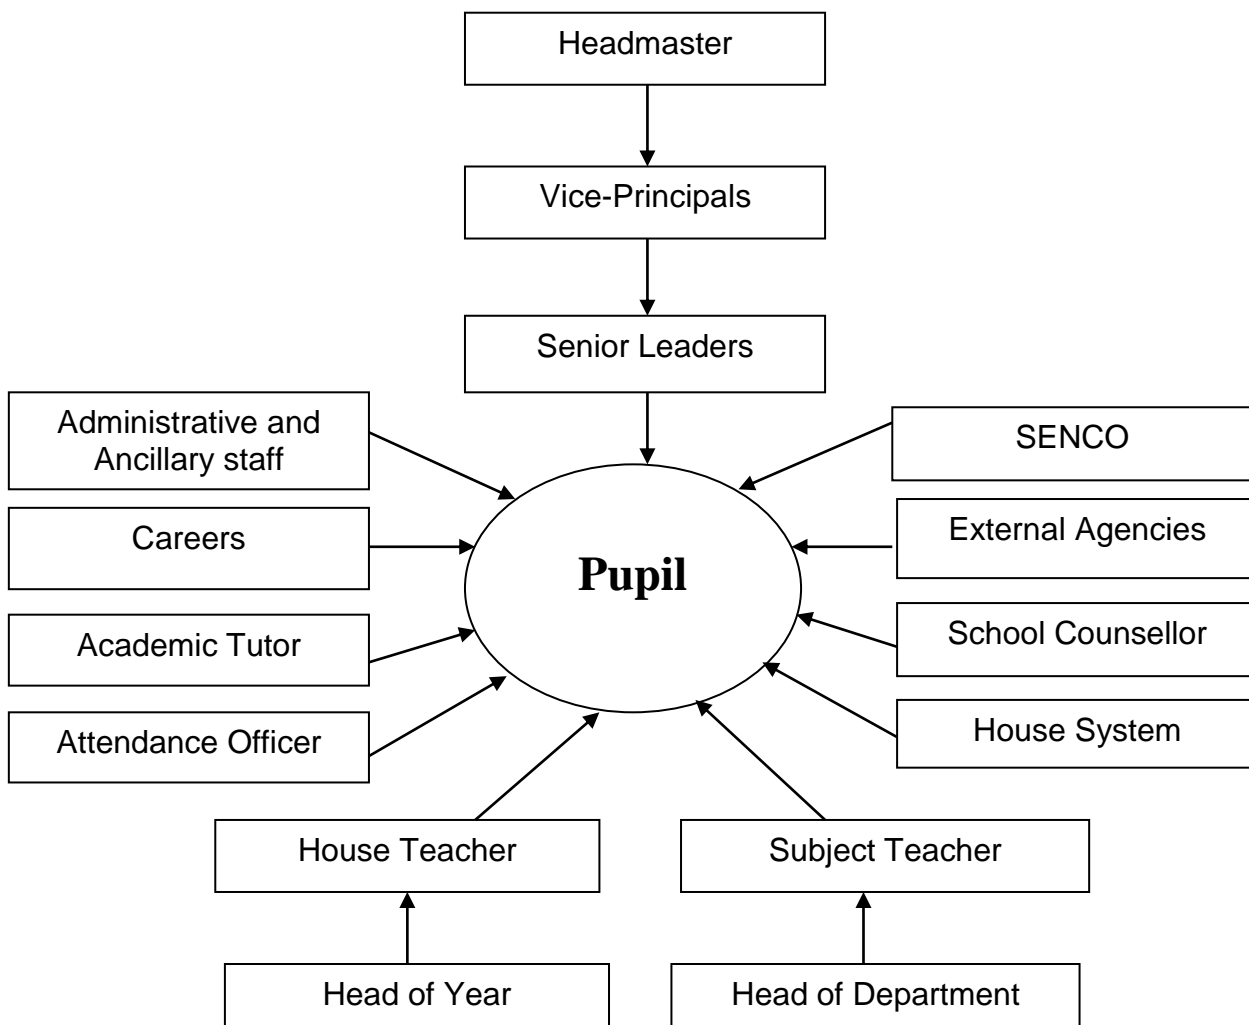 Headmaster
Vice-Principals
Senior Leaders
Administrative and
Ancillary staff
SENCO
Careers
External Agencies
Pupil
Academic Tutor
School Counsellor
Attendance Officer
House System
House Teacher
Subject Teacher
Head of Year
Head of Department